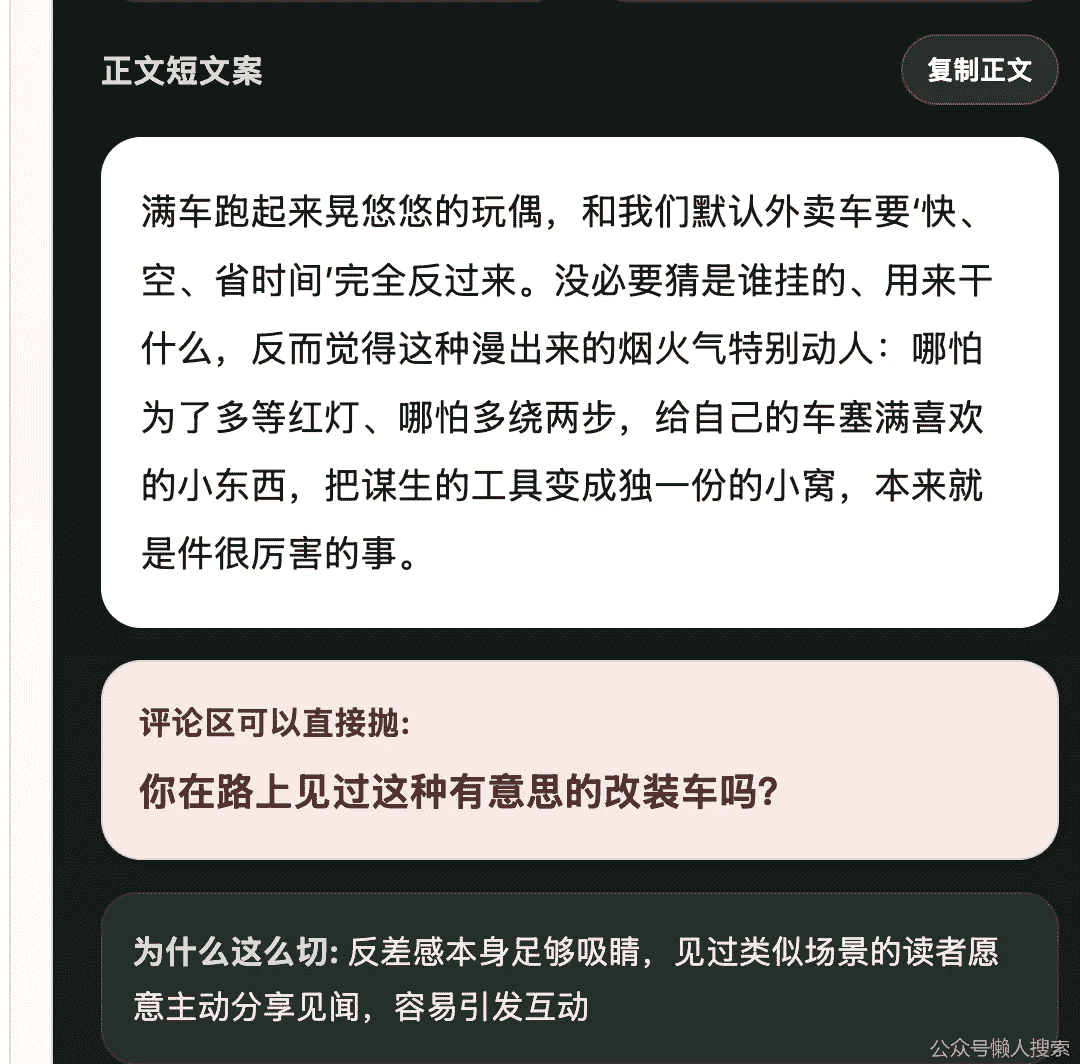 正文短文案
复制正文
满车跑起来晃悠悠的玩偶，和我们默认外卖车要‘快、
空、省时间’完全反过来。没必要猜是谁挂的、用来干
什么，反而觉得这种漫出来的烟火气特别动人：哪怕
为了多等红灯、哪怕多绕两步，给自己的车塞满喜欢
的小东西，把谋生的工具变成独一份的小窝，本来就
是件很厉害的事。
评论区可以直接抛:
你在路上见过这种有意思的改装车吗?
为什么这么切: 反差感本身足够吸睛，见过类似场景的读者愿
意主动分享见闻，容易引发互动
公众号懒人搜索